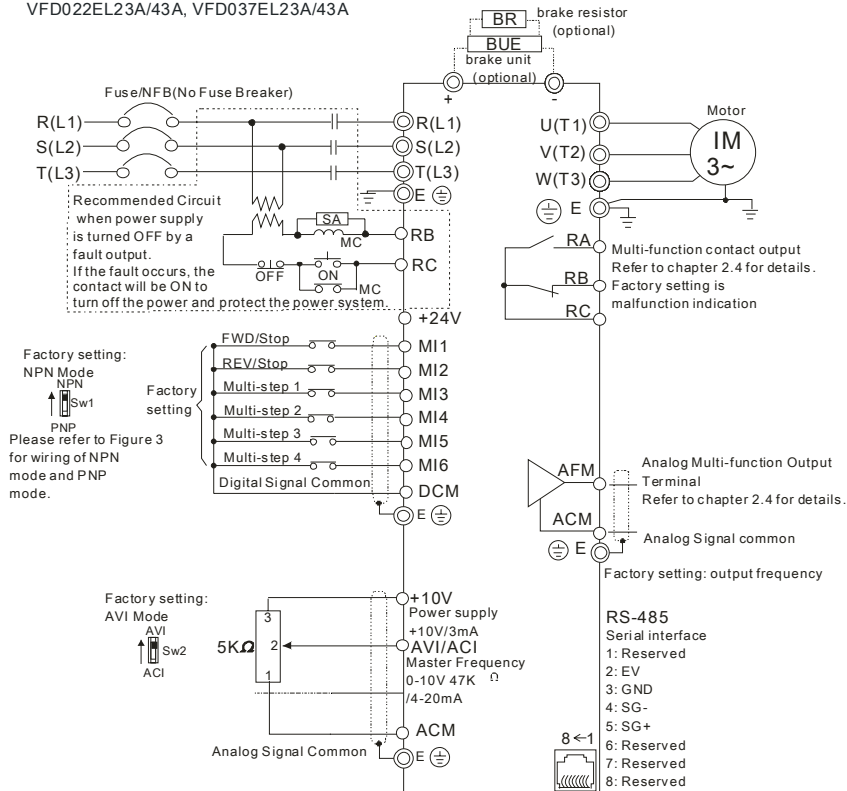 VFD022EL23A/43A, VFD037EL23A/43A
BR
brake resistor
(optional)
BUE
brake unit
(optional)
+
-
Fuse/NFB(No Fuse Breaker)
R(L1)
S(L2)
T(L3)
R(L1)
S(L2)
T(L3)
E
Recommended Circuit
when power supply
is turned OFF by a
fault output.
If the fault occurs, the
contact will be ON to
turn off the power and protect the power system.
SA
MC
OFF
ON
MC
RB
RC
U(T1)
V(T2)
W(T3)
E
Motor
IM
3~
RA
RB
RC
Multi-function contact output
Refer to chapter 2.4 for details.
Factory setting is
malfunction indication
+24V
Factory setting:
NPN Mode
NPN
Sw1
PNP
Please refer to Figure 3
for wiring of NPN
mode and PNP
mode.
Factory
setting
FWD/Stop
REV/Stop
Multi-step 1
Multi-step 2
Multi-step 3
Multi-step 4
Digital Signal Common
MI1
MI2
MI3
MI4
MI5
MI6
DCM
E
AFM
ACM
E
Analog Multi-function Output
Terminal
Refer to chapter 2.4 for details.
Analog Signal common
Factory setting: output frequency
Factory setting:
AVI Mode
AVI
Sw2
ACI
5KΩ
3
2
1
+10V
Power supply
+10V/3mA
AVI/ACI
Master Frequency
0-10V 47K Ω
/4-20mA
ACM
Analog Signal Common
E
RS-485
Serial interface
1: Reserved
2: EV
3: GND
4: SG-
5: SG+
6: Reserved
7: Reserved
8: Reserved
8←1